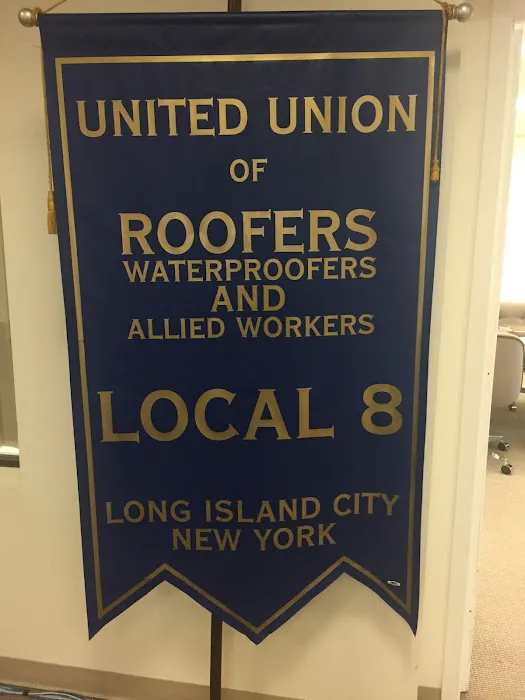 UNITED UNION
OF
ROOFERS
WATERPROOFERS
AND
ALLIED WORKERS
LOCAL 8
LONG ISLAND CITY
NEW YORK